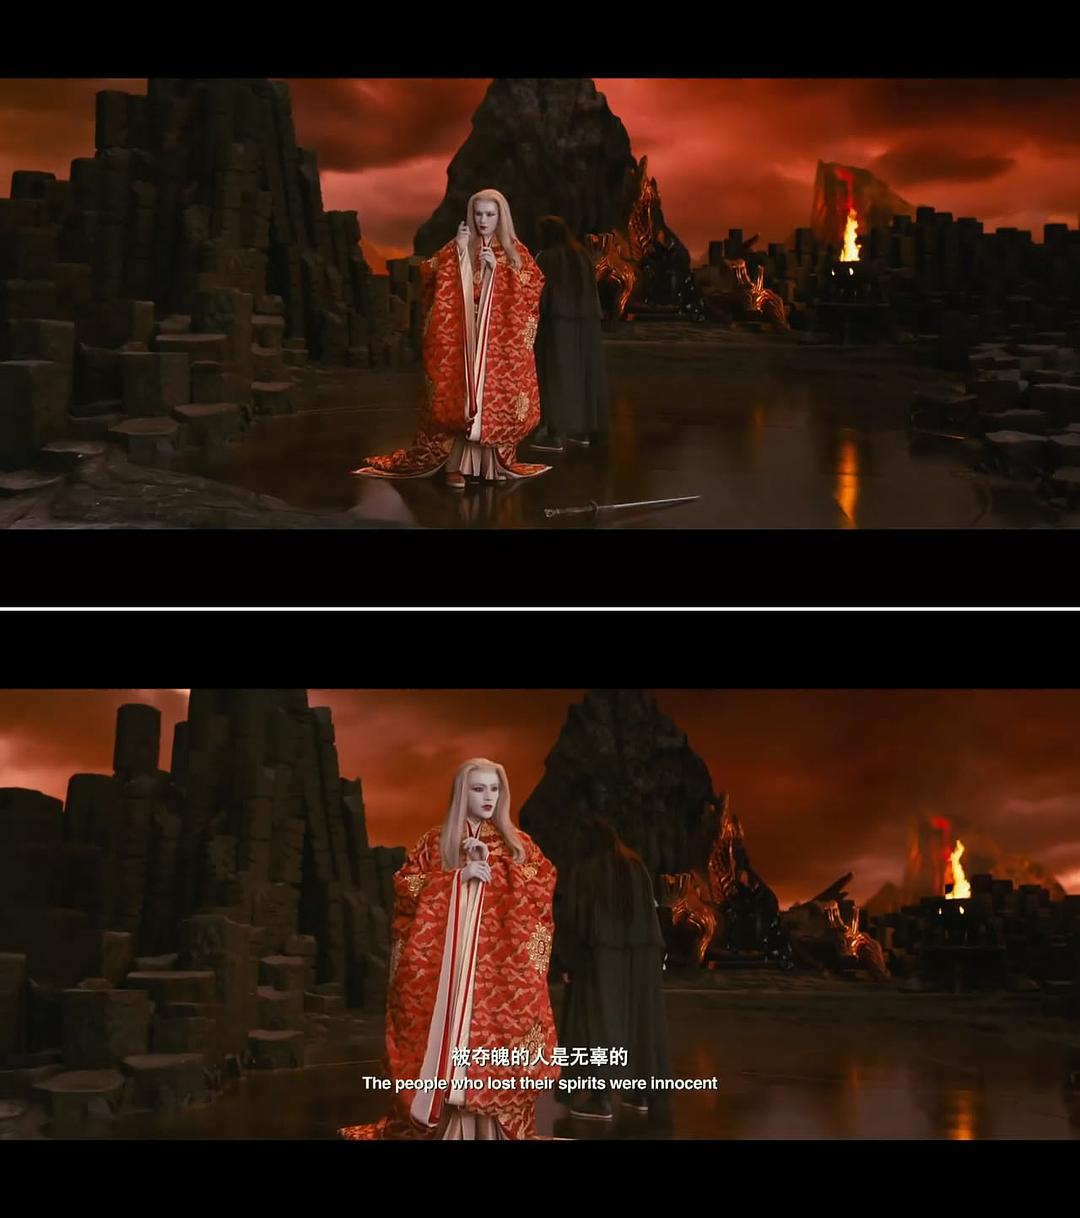 被夺魄的人是无辜的
The people who lost their spirits were innocent